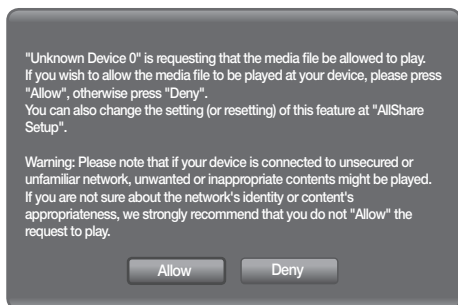 "Unknown Device 0" is requesting that the media file be allowed to play.
If you wish to allow the media file to be played at your device, please press
"Allow", otherwise press "Deny".
You can also change the setting (or resetting) of this feature at "AllShare
Setup".
Warning: Please note that if your device is connected to unsecured or
unfamiliar network, unwanted or inappropriate contents might be played.
If you are not sure about the network's identity or content's
appropriateness, we strongly recommend that you do not "Allow" the
request to play.
Allow
Deny